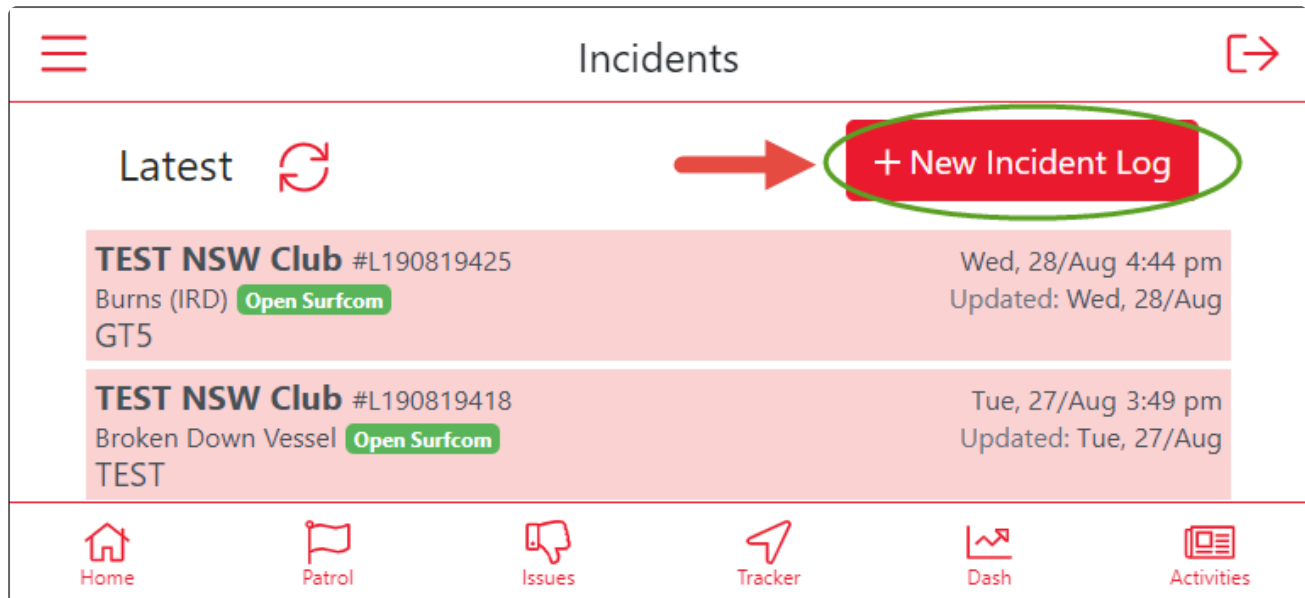 Incidents
Latest
+ New Incident Log
TEST NSW Club #L190819425
Wed, 28/Aug 4:44 pm
Burns (IRD) Open Surfcom
Updated: Wed, 28/Aug
GT5
TEST NSW Club #L190819418
Tue, 27/Aug 3:49 pm
Broken Down Vessel Open Surfcom
Updated: Tue, 27/Aug
TEST
Home
Patrol
Issues
Tracker
Dash
Activities